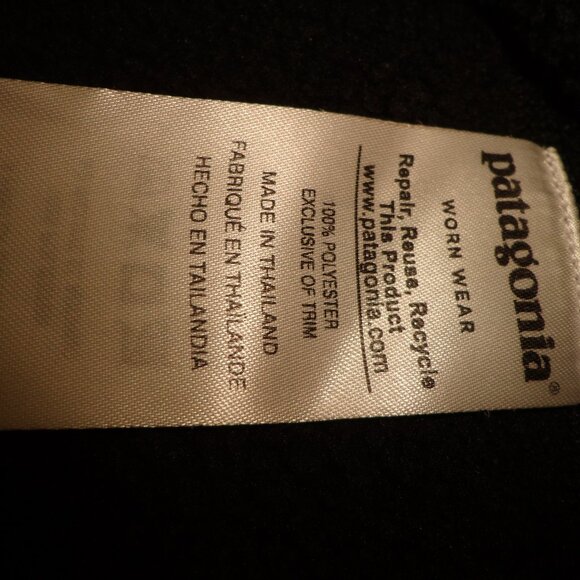 patagonia®
WORN WEAR
Repair, Reuse, Recycle
This Product
www.patagonia.com
100% POLYESTER
EXCLUSIVE OF TRIM
MADE IN THAILAND
FABRIQUÉ EN THAÏLANDE
HECHO EN TAILANDIA